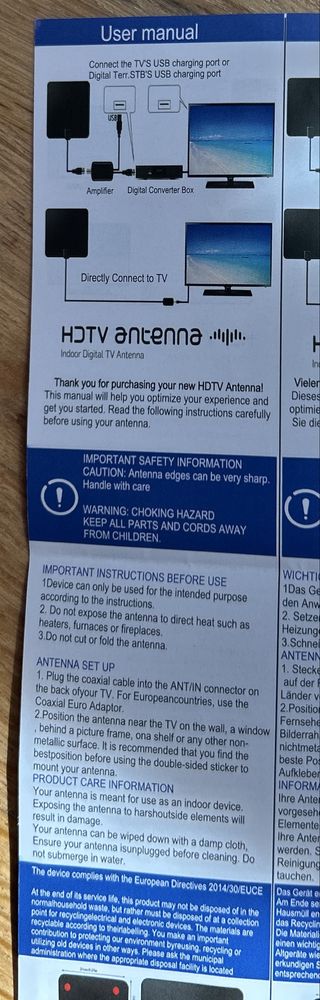 User manual
Connect the TV'S USB charging port or
Digital Terr.STB'S USB charging port
USB
Amplifier
Digital Converter Box
Directly Connect to TV
HDTV antenna
Indoor Digital TV Antenna
Thank you for purchasing your new HDTV Antenna!
This manual will help you optimize your experience and
get you started. Read the following instructions carefully
before using your antenna.
IMPORTANT SAFETY INFORMATION
CAUTION: Antenna edges can be very sharp.
Handle with care
WARNING: CHOKING HAZARD
KEEP ALL PARTS AND CORDS AWAY
FROM CHILDREN.
IMPORTANT INSTRUCTIONS BEFORE USE
1Device can only be used for the intended purpose
according to the instructions.
2. Do not expose the antenna to direct heat such as
heaters, furnaces or fireplaces.
3.Do not cut or fold the antenna.
ANTENNA SET UP
1. Plug the coaxial cable into the ANT/IN connector on
the back ofyour TV. For Europeancountries, use the
Coaxial Euro Adaptor.
2.Position the antenna near the TV on the wall, a window
, behind a picture frame, ona shelf or any other non-
metallic surface. It is recommended that you find the
bestposition before using the double-sided sticker to
mount your antenna.
PRODUCT CARE INFORMATION
Your antenna is meant for use as an indoor device.
Exposing the antenna to harshoutside elements will
result in damage.
Your antenna can be wiped down with a damp cloth,
Ensure your antenna isunplugged before cleaning. Do
not submerge in water.
The device complies with the European Directives 2014/30/EUCE
At the end of its service life, this product may not be disposed of in the
normalhousehold waste, but rather must be disposed of at a collection
point for recyclingelectrical and electronic devices. The materials are
recyclable according to theirlabelling. You make an important
contribution to protecting our environment byreusing, recycling or
utilizing old devices in other ways. Please ask the municipal
administration where the appropriate disposal facility is located
Vielen
Dieses
optimie
Sie die
WICHTI
1Das Ge
den Anw
2. Setze
Heizung
3.Schnei
ANTENN
1. Stecke
auf der F
Länder v
2.Positio
Fernsehe
Bilderrah
nichtmeta
beste Pos
Aufkleber
INFORMA
Ihre Anten
vorgesehe
Elementen
Ihre Anten
werden. S
Reinigung
tauchen.
Das Gerät e
Am Ende se
Hausmüll en
das Recyclin
Die Materiali
einen wichtig
Altgeräte wie
erkundigen S
entsprechend